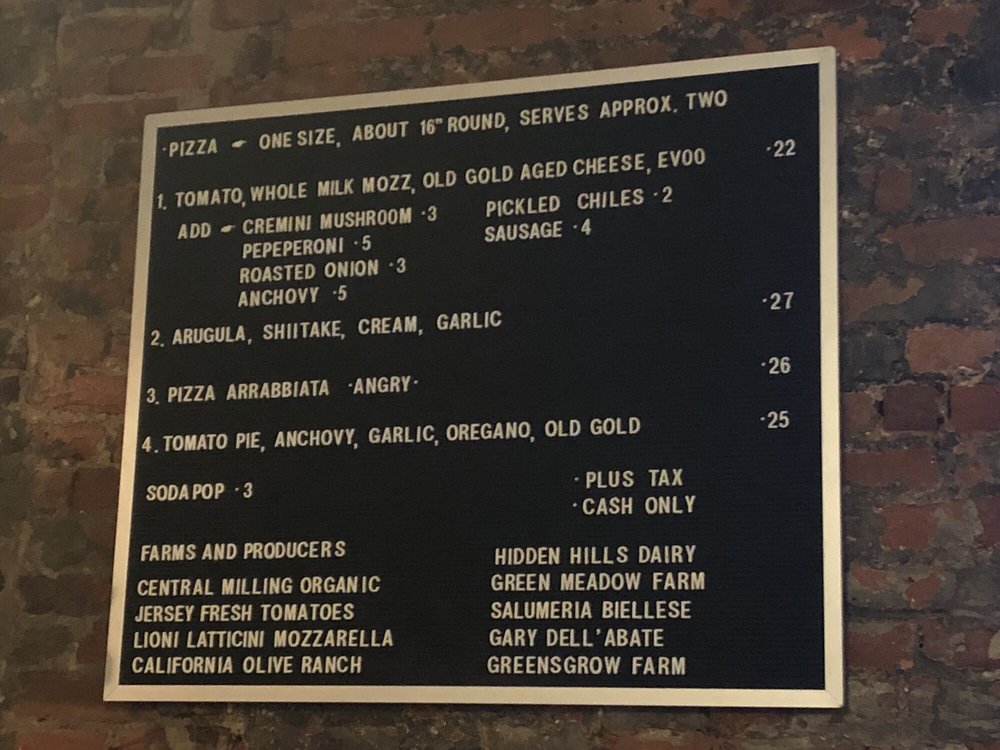 ·PIZZA ☛ ONE SIZE, ABOUT 16" ROUND, SERVES APPROX. TWO
1. TOMATO, WHOLE MILK MOZZ, OLD GOLD AGED CHEESE, EVOO ·22
ADD ☛ CREMINI MUSHROOM ·3 PICKLED CHILES ·2
PEPEPERONI ·5 SAUSAGE ·4
ROASTED ONION ·3
ANCHOVY ·5
2. ARUGULA, SHIITAKE, CREAM, GARLIC ·27
3. PIZZA ARRABBIATA ·ANGRY· ·26
4. TOMATO PIE, ANCHOVY, GARLIC, OREGANO, OLD GOLD ·25
SODA POP ·3 ·PLUS TAX
·CASH ONLY
FARMS AND PRODUCERS HIDDEN HILLS DAIRY
CENTRAL MILLING ORGANIC GREEN MEADOW FARM
JERSEY FRESH TOMATOES SALUMERIA BIELLESE
LIONI LATTICINI MOZZARELLA GARY DELL'ABATE
CALIFORNIA OLIVE RANCH GREENSGROW FARM